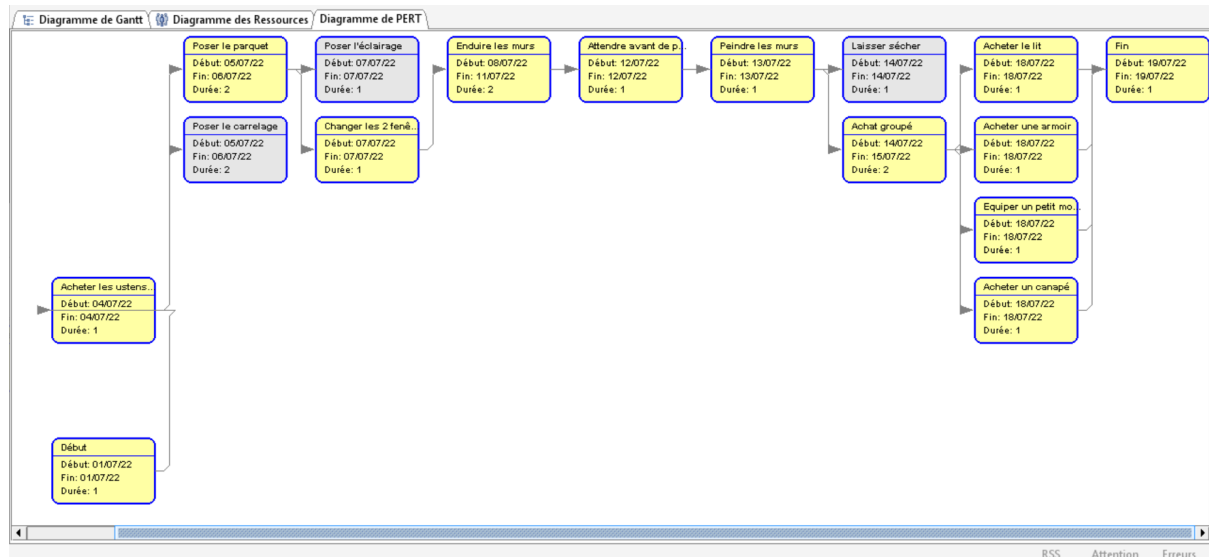 Diagramme de Gantt
Diagramme des Ressources
Diagramme de PERT
Poser le parquet
Début: 05/07/22
Fin: 06/07/22
Durée: 2
Poser l'éclairage
Début: 07/07/22
Fin: 07/07/22
Durée: 1
Enduire les murs
Début: 08/07/22
Fin: 11/07/22
Durée: 2
Attendre avant de p...
Début: 12/07/22
Fin: 12/07/22
Durée: 1
Peindre les murs
Début: 13/07/22
Fin: 13/07/22
Durée: 1
Laisser sécher
Début: 14/07/22
Fin: 14/07/22
Durée: 1
Acheter le lit
Début: 18/07/22
Fin: 18/07/22
Durée: 1
Fin
Début: 19/07/22
Fin: 19/07/22
Durée: 1
Poser le carrelage
Début: 05/07/22
Fin: 06/07/22
Durée: 2
Changer les 2 fenê...
Début: 07/07/22
Fin: 07/07/22
Durée: 1
Achat groupé
Début: 14/07/22
Fin: 15/07/22
Durée: 2
Acheter une armoir
Début: 18/07/22
Fin: 18/07/22
Durée: 1
Equiper un petit mo...
Début: 18/07/22
Fin: 18/07/22
Durée: 1
Acheter les ustens...
Début: 04/07/22
Fin: 04/07/22
Durée: 1
Acheter un canapé
Début: 18/07/22
Fin: 18/07/22
Durée: 1
Début
Début: 01/07/22
Fin: 01/07/22
Durée: 1
RSS Attention Erreurs